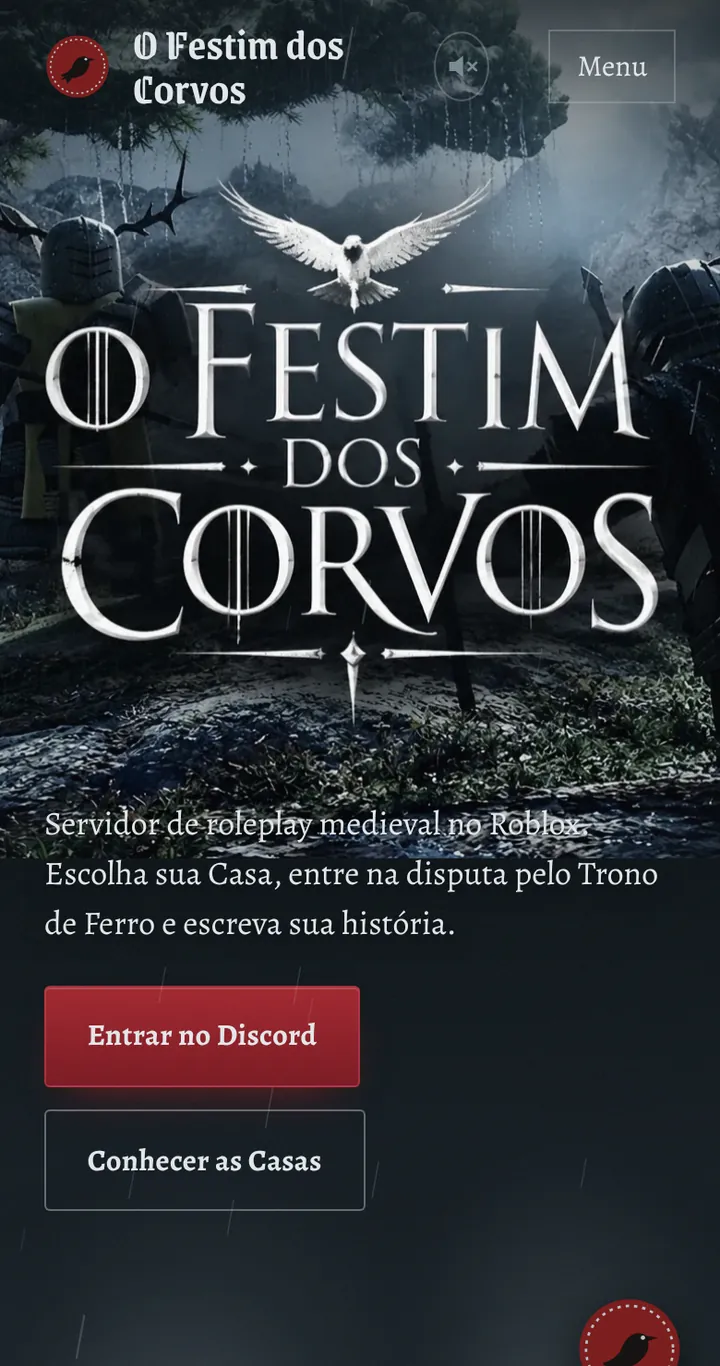 O Festim dos
Corvos
Menu
O FESTIM
DOS
CORVOS
Servidor de roleplay medieval no Roblox.
Escolha sua Casa, entre na disputa pelo Trono
de Ferro e escreva sua história.
Entrar no Discord
Conhecer as Casas